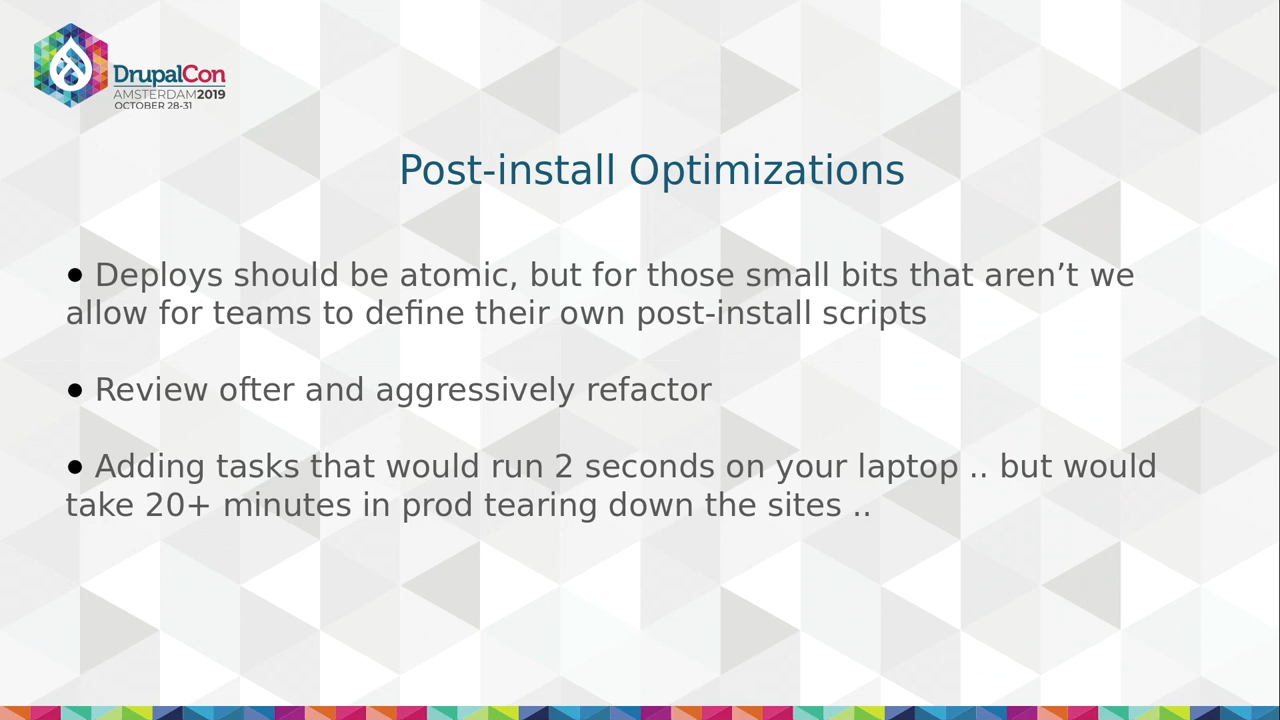 DrupalCon
AMSTERDAM2019
OCTOBER 28-31
Post-install Optimizations
● Deploys should be atomic, but for those small bits that aren’t we
allow for teams to define their own post-install scripts
● Review ofter and aggressively refactor
● Adding tasks that would run 2 seconds on your laptop .. but would
take 20+ minutes in prod tearing down the sites ..